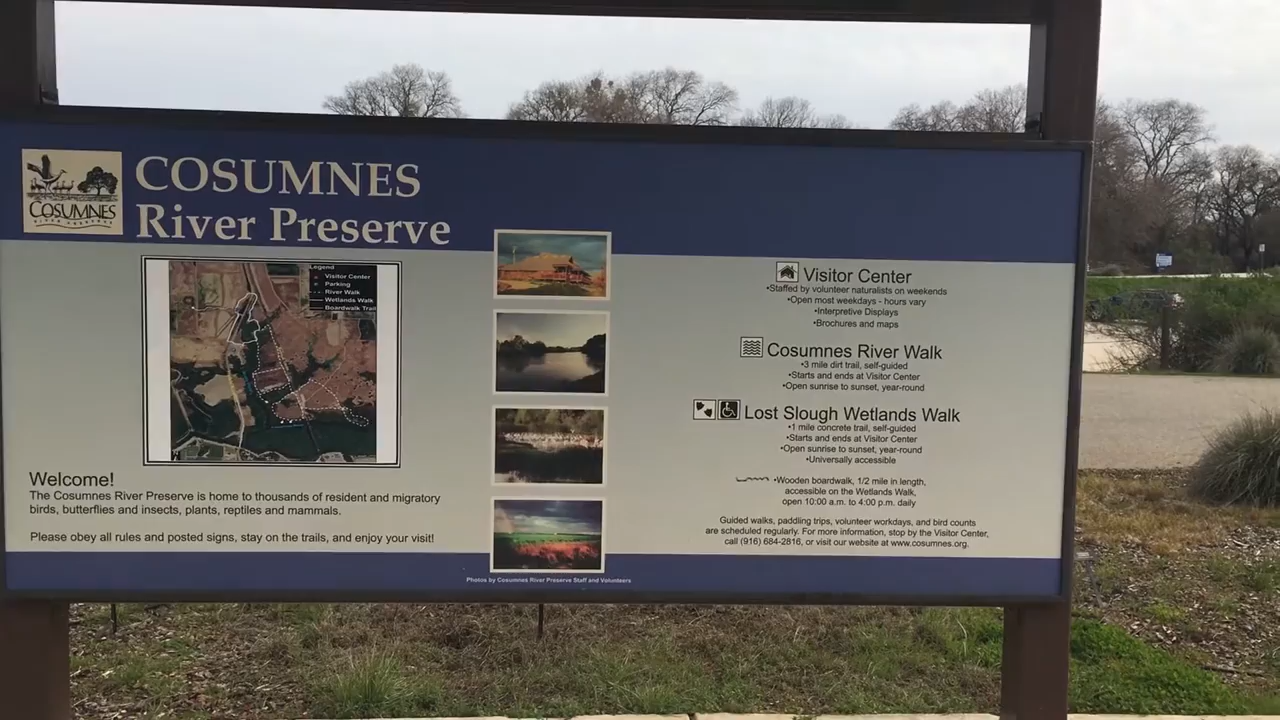 COSUMNES
RIVER PRESERVE
COSUMNES
River Preserve
Legend
Visitor Center
Parking
River Walk
Wetlands Walk
Boardwalk Trail
Welcome!
The Cosumnes River Preserve is home to thousands of resident and migratory
birds, butterflies and insects, plants, reptiles and mammals.
Please obey all rules and posted signs, stay on the trails, and enjoy your visit!
Photos by Cosumnes River Preserve Staff and Volunteers
Visitor Center
•Staffed by volunteer naturalists on weekends
•Open most weekdays - hours vary
•Interpretive Displays
•Brochures and maps
Cosumnes River Walk
•3 mile dirt trail, self-guided
•Starts and ends at Visitor Center
•Open sunrise to sunset, year-round
Lost Slough Wetlands Walk
•1 mile concrete trail, self-guided
•Starts and ends at Visitor Center
•Open sunrise to sunset, year-round
•Universally accessible
•Wooden boardwalk, 1/2 mile in length,
accessible on the Wetlands Walk,
open 10:00 a.m. to 4:00 p.m. daily
Guided walks, paddling trips, volunteer workdays, and bird counts
are scheduled regularly. For more information, stop by the Visitor Center,
call (916) 684-2816, or visit our website at www.cosumnes.org.